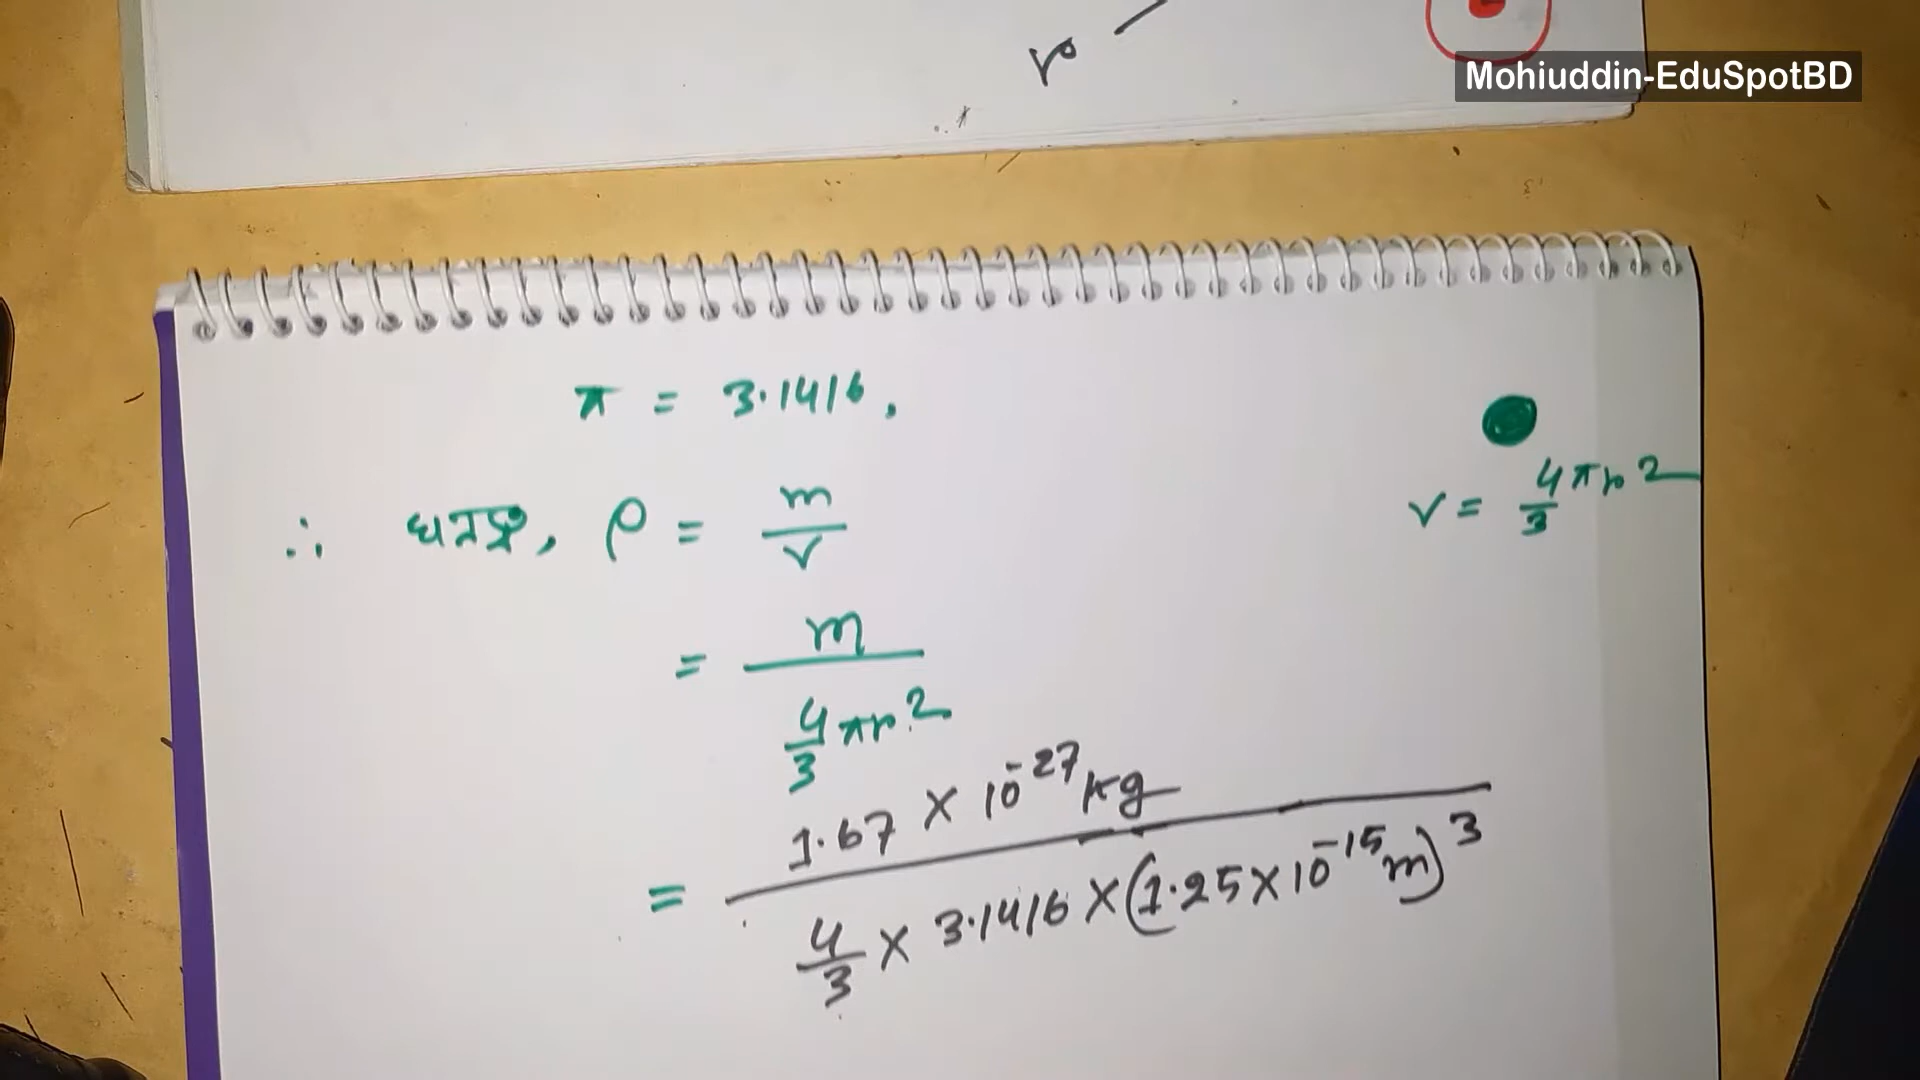 r
Mohiuddin-EduSpotBD
π = 3.1416,
∴ ঘনত্ব, ρ = m/v
v = 4/3 πr2
= m / 4/3 πr2
= 1.67 × 10^-27 kg / 4/3 × 3.1416 × (1.25 × 10^-15 m)^3